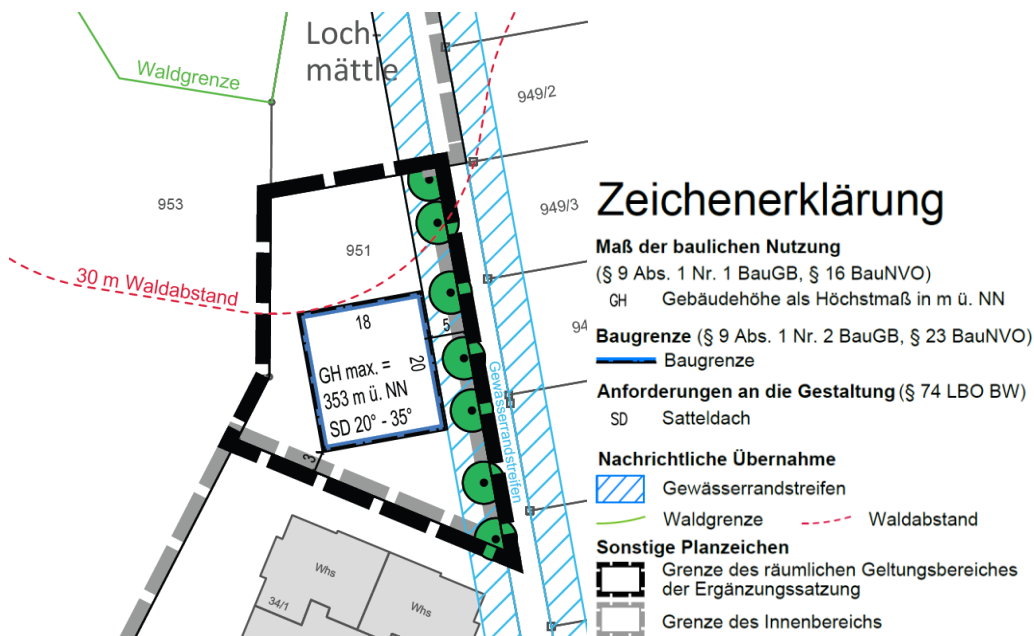 Loch-
mättle
Waldgrenze
949/2
953
949/3
951
30 m Waldabstand
94
18
5
20
GH max. =
353 m ü. NN
SD 20° - 35°
3
Gewässerrandstreifen
Whs
Whs
34/1
Zeichenerklärung
Maß der baulichen Nutzung
(§ 9 Abs. 1 Nr. 1 BauGB, § 16 BauNVO)
GH Gebäudehöhe als Höchstmaß in m ü. NN
Baugrenze (§ 9 Abs. 1 Nr. 2 BauGB, § 23 BauNVO)
Baugrenze
Anforderungen an die Gestaltung (§ 74 LBO BW)
SD Satteldach
Nachrichtliche Übernahme
Gewässerrandstreifen
Waldgrenze Waldabstand
Sonstige Planzeichen
Grenze des räumlichen Geltungsbereiches
der Ergänzungssatzung
Grenze des Innenbereichs